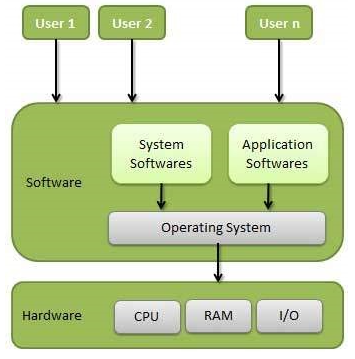 User 1
User 2
User n
System
Softwares
Application
Softwares
Software
Operating System
Hardware
CPU
RAM
I/O